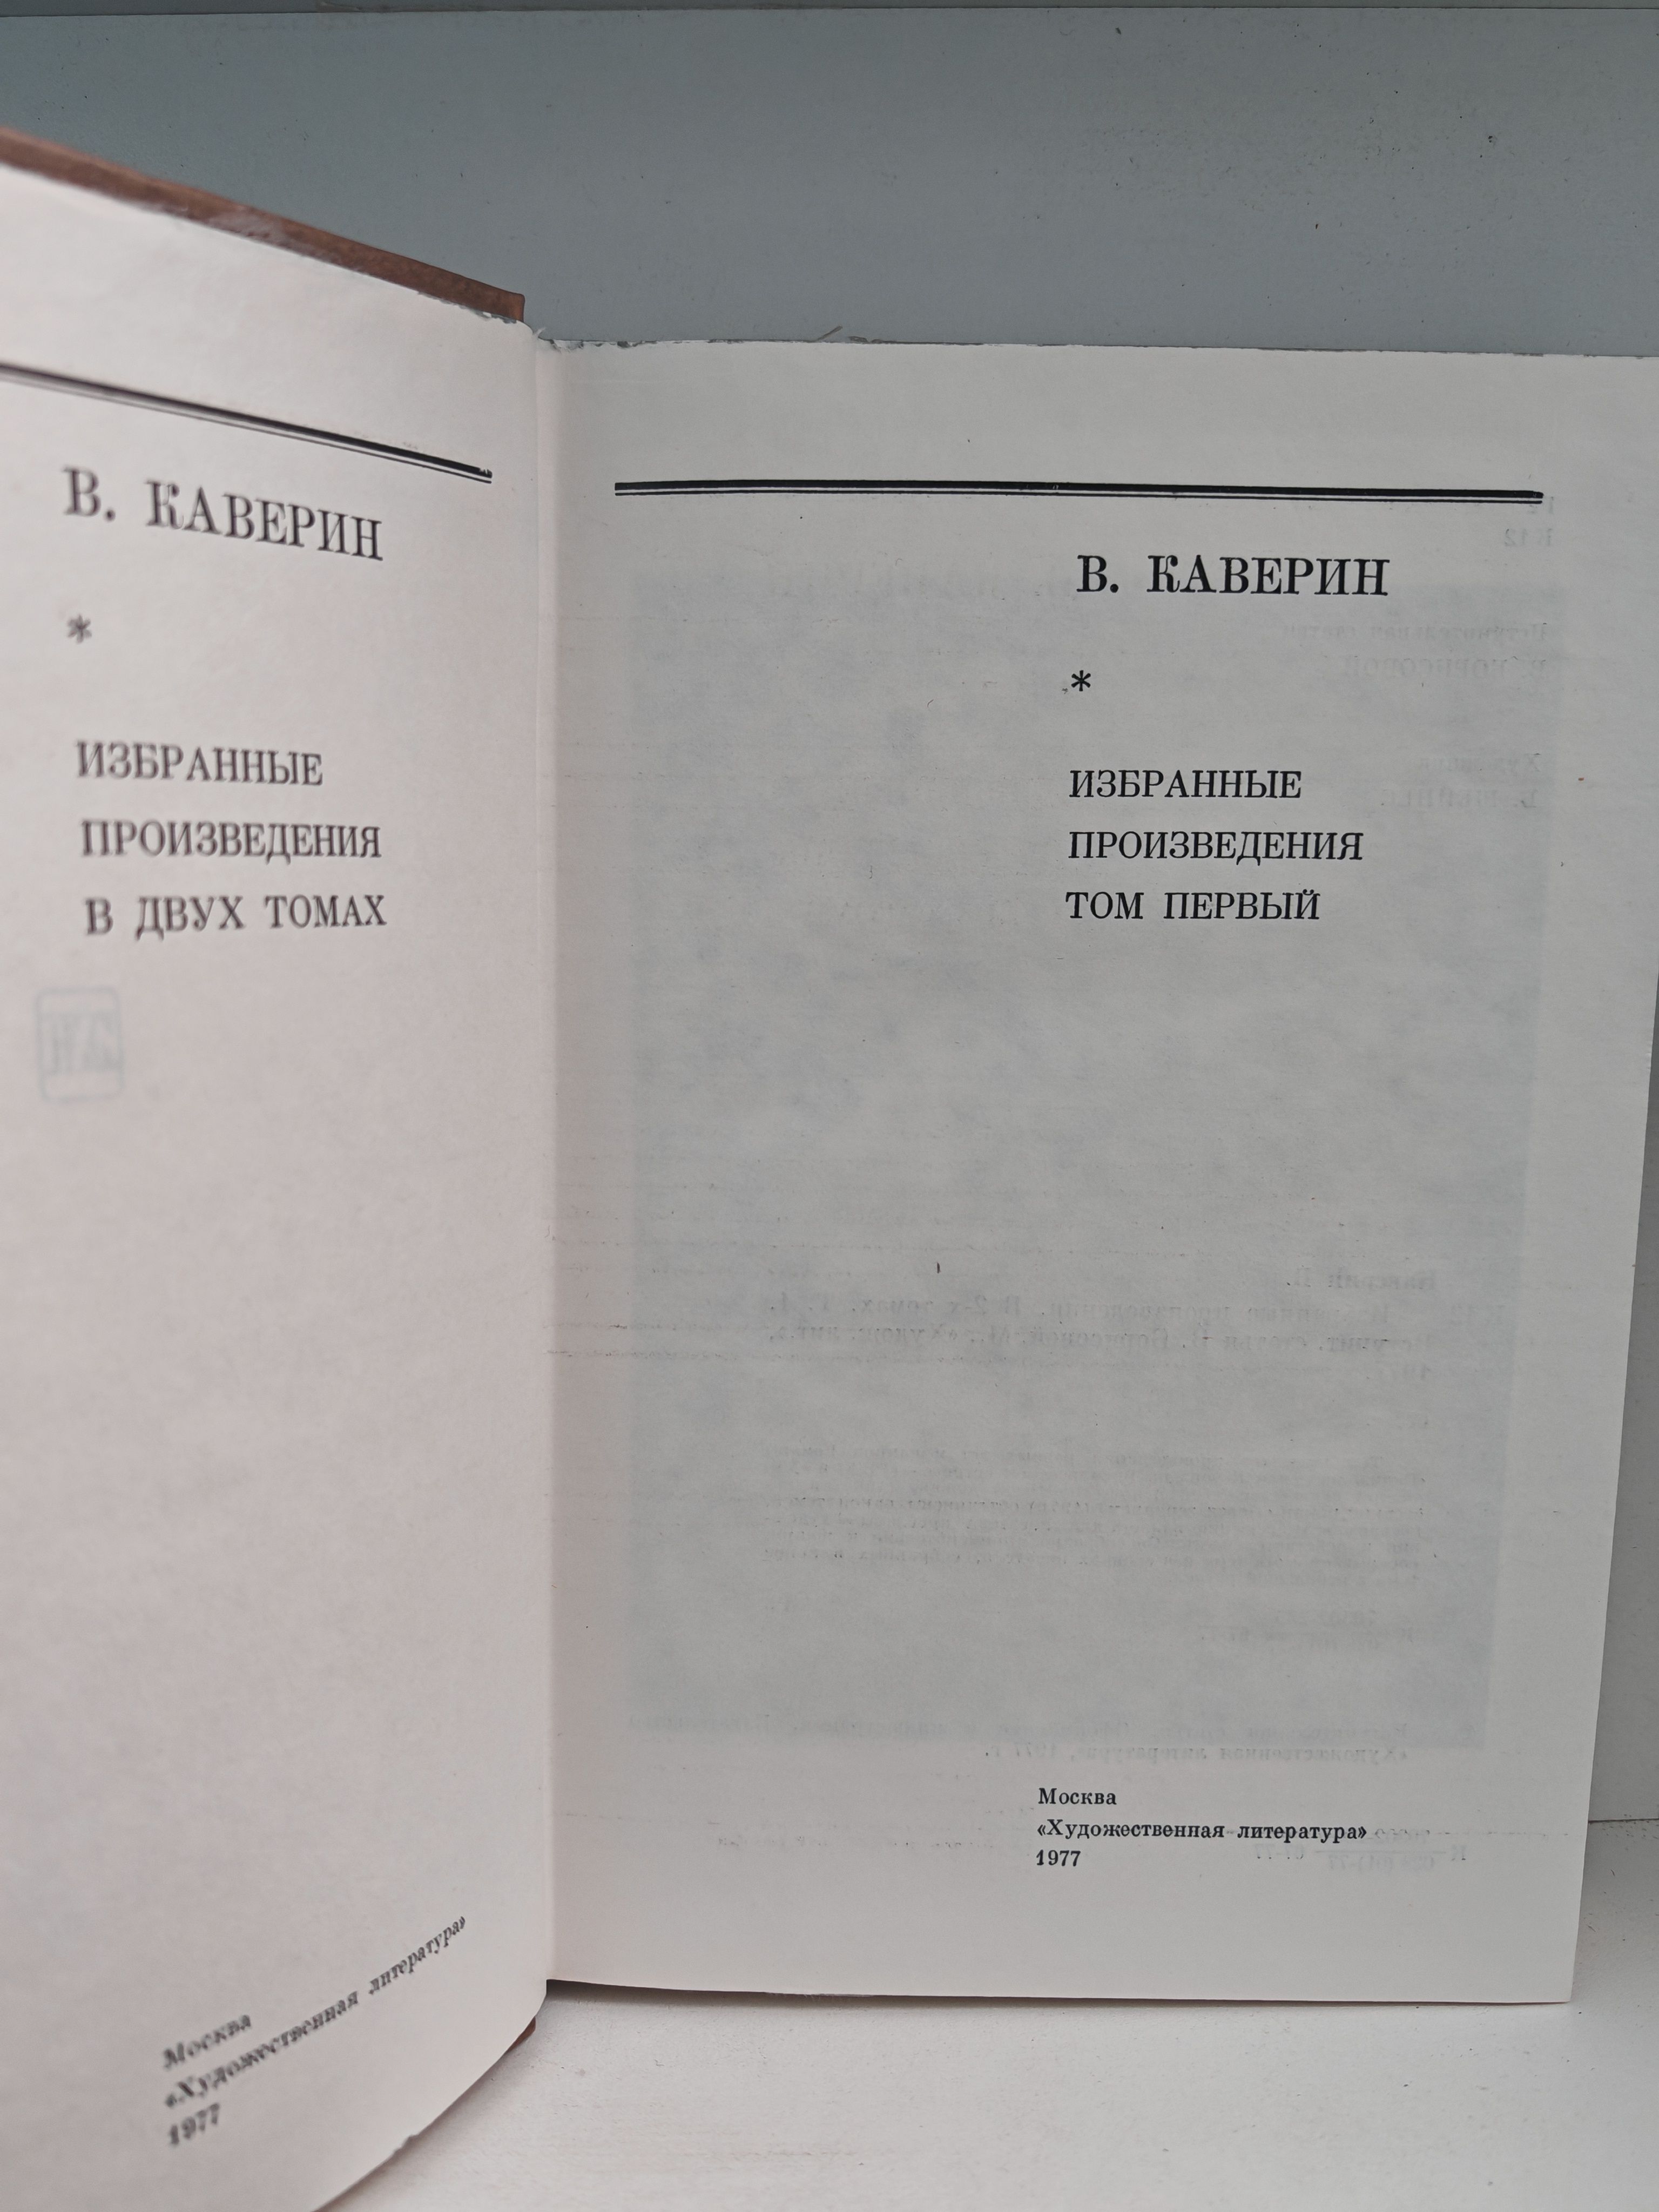 В. КАВЕРИН
*
ИЗБРАННЫЕ
ПРОИЗВЕДЕНИЯ
В ДВУХ ТОМАХ
Москва
«Художественная литература»
1977
В. КАВЕРИН
*
ИЗБРАННЫЕ
ПРОИЗВЕДЕНИЯ
ТОМ ПЕРВЫЙ
Москва
«Художественная литература»
1977